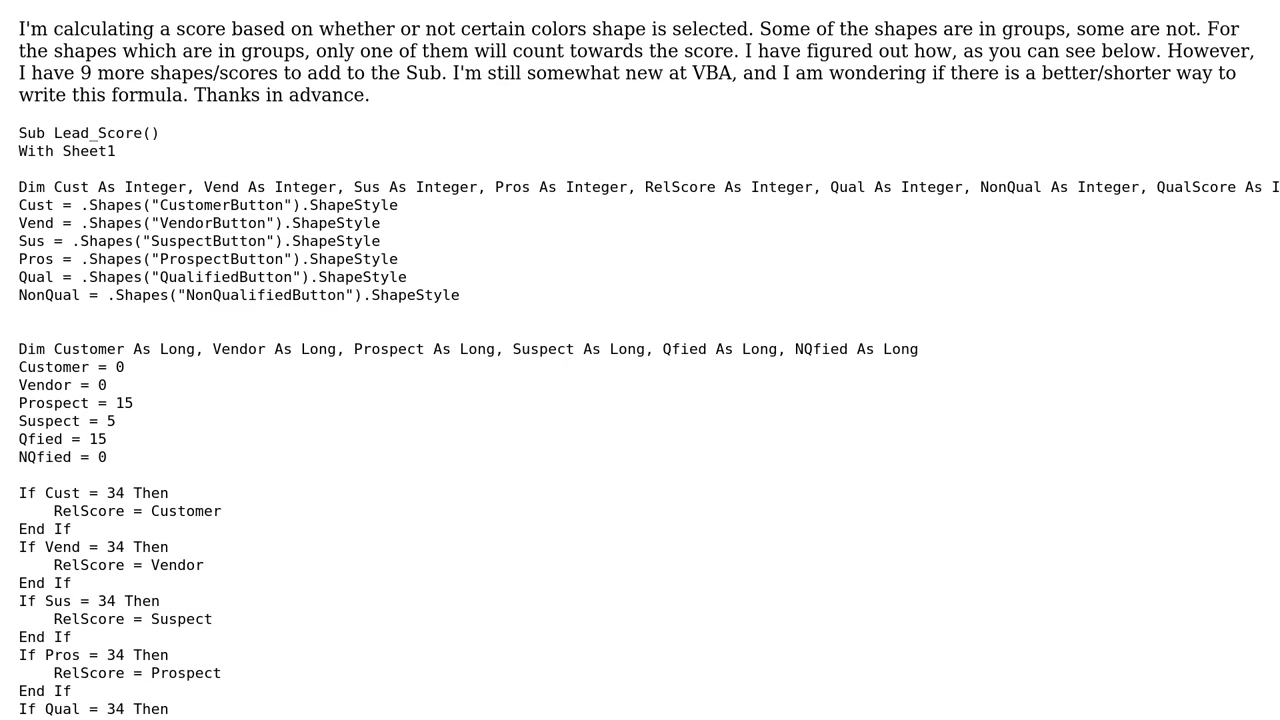 I'm calculating a score based on whether or not certain colors shape is selected. Some of the shapes are in groups, some are not. For
the shapes which are in groups, only one of them will count towards the score. I have figured out how, as you can see below. However,
I have 9 more shapes/scores to add to the Sub. I'm still somewhat new at VBA, and I am wondering if there is a better/shorter way to
write this formula. Thanks in advance.
Sub Lead_Score()
With Sheet1
Dim Cust As Integer, Vend As Integer, Sus As Integer, Pros As Integer, RelScore As Integer, Qual As Integer, NonQual As Integer, QualScore As I
Cust = .Shapes("CustomerButton").ShapeStyle
Vend = .Shapes("VendorButton").ShapeStyle
Sus = .Shapes("SuspectButton").ShapeStyle
Pros = .Shapes("ProspectButton").ShapeStyle
Qual = .Shapes("QualifiedButton").ShapeStyle
NonQual = .Shapes("NonQualifiedButton").ShapeStyle
Dim Customer As Long, Vendor As Long, Prospect As Long, Suspect As Long, Qfied As Long, NQfied As Long
Customer = 0
Vendor = 0
Prospect = 15
Suspect = 5
Qfied = 15
NQfied = 0
If Cust = 34 Then
    RelScore = Customer
End If
If Vend = 34 Then
    RelScore = Vendor
End If
If Sus = 34 Then
    RelScore = Suspect
End If
If Pros = 34 Then
    RelScore = Prospect
End If
If Qual = 34 Then